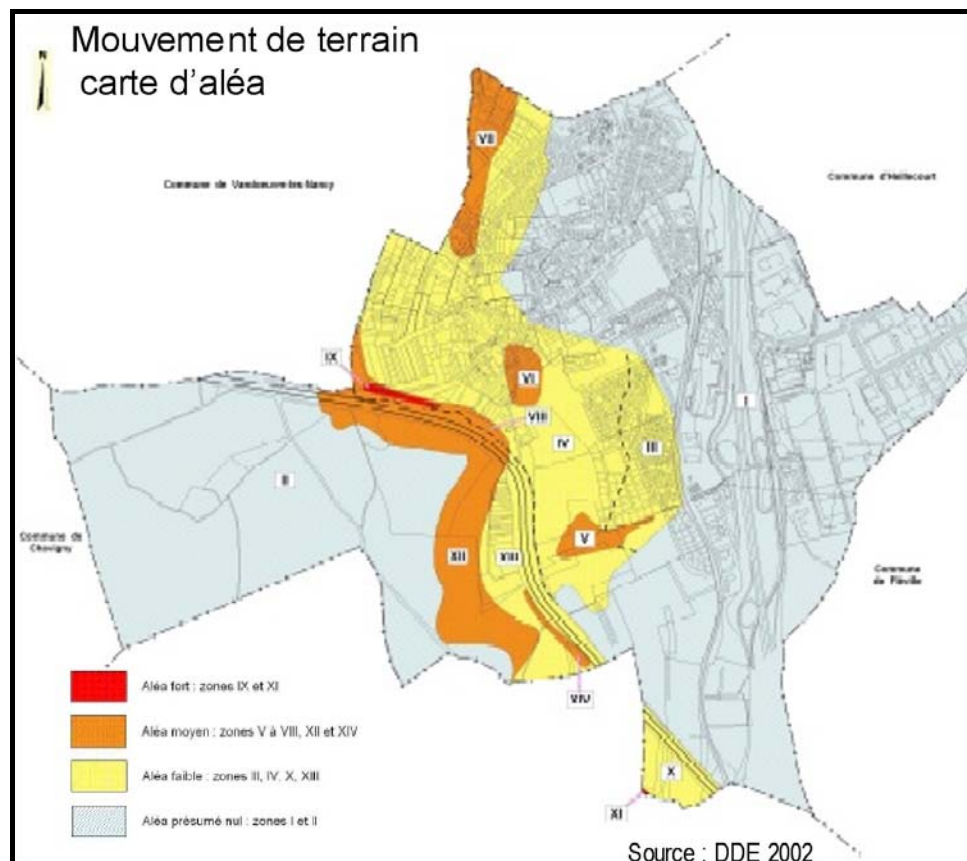 Mouvement de terrain
carte d'aléa
N
Commune de Vandoeuvre-les-Nancy
Commune d'Heillecourt
VII
IX
VI
I
VIII
IV
III
II
Commune de
Chavigny
XII
VIII
V
Commune
de Fléville
XIV
X
XI
Aléa fort : zones IX et XI
Aléa moyen : zones V à VIII, XII et XIV
Aléa faible : zones III, IV, X, XIII
Aléa présumé nul : zones I et II
Source : DDE 2002